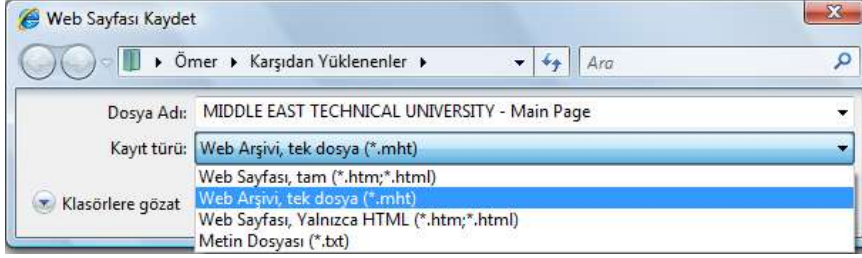 Web Sayfası Kaydet
Ömer Karşıdan Yüklenenler Ara
Dosya Adı: MIDDLE EAST TECHNICAL UNIVERSITY - Main Page
Kayıt türü: Web Arşivi, tek dosya (*.mht)
Web Sayfası, tam (*.htm;*.html)
Web Arşivi, tek dosya (*.mht)
Klasörlere gözat
Web Sayfası, Yalnızca HTML (*.htm;*.html)
Metin Dosyası (*.txt)